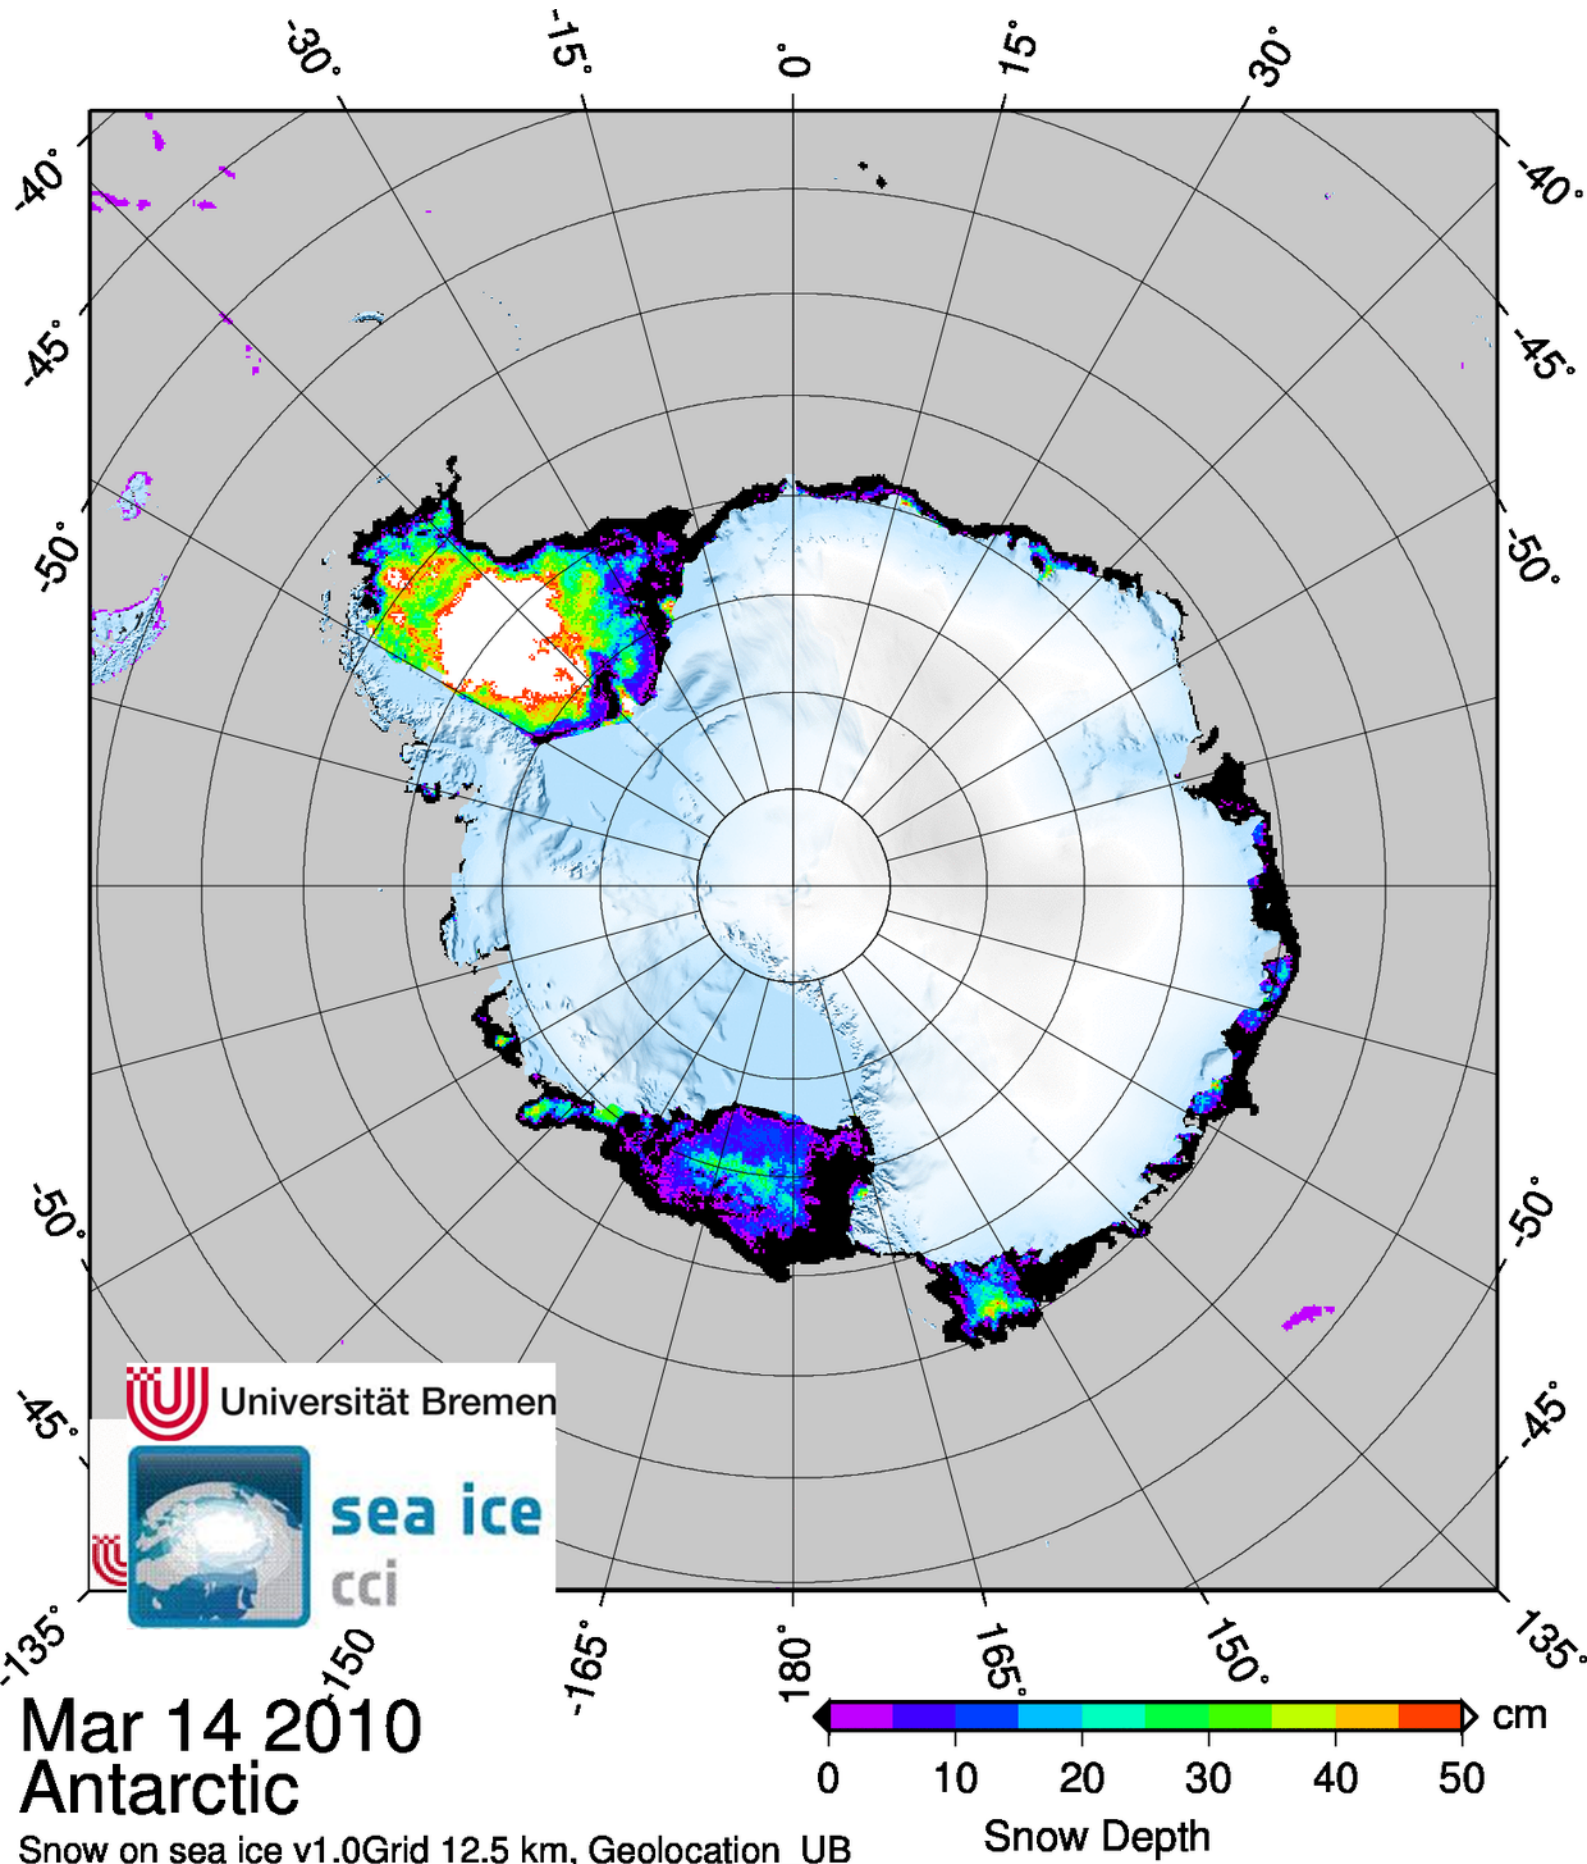 -30°
-15°
0°
15°
30°
-40°
-40°
-45°
-45°
-50°
-50°
-50°
-50°
-45°
-45°
Universität Bremen
sea ice
cci
-135°
-150
-165°
180°
165°
150°
135°
Mar 14 2010
Antarctic
Snow on sea ice v1.0Grid 12.5 km, Geolocation UB
cm
0 10 20 30 40 50
Snow Depth